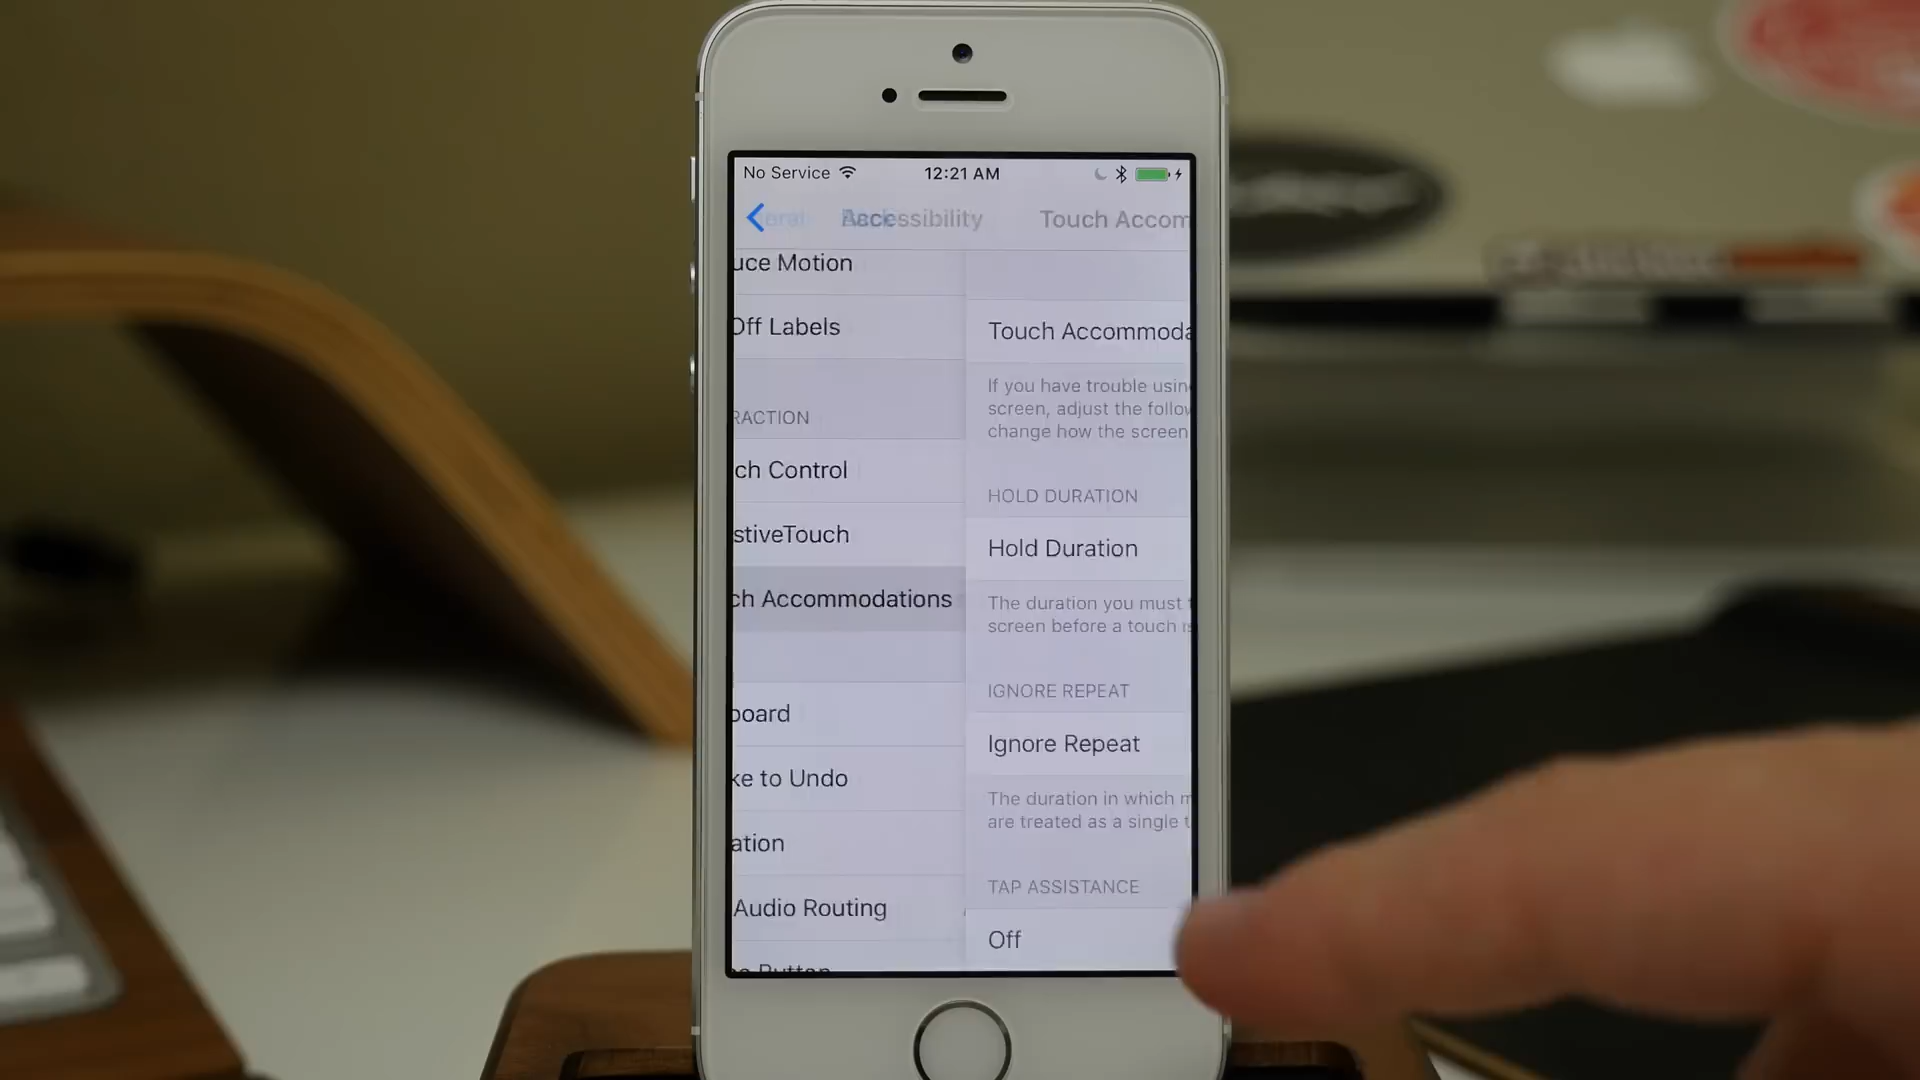 No Service 12:21 AM
Accessibility Touch Accom
uce Motion
Off Labels
RACTION
ch Control
stiveTouch
ch Accommodations
board
ke to Undo
ation
Audio Routing
Button
Touch Accommoda
If you have trouble usin
screen, adjust the follow
change how the screen
HOLD DURATION
Hold Duration
The duration you must
screen before a touch
IGNORE REPEAT
Ignore Repeat
The duration in which m
are treated as a single t
TAP ASSISTANCE
Off